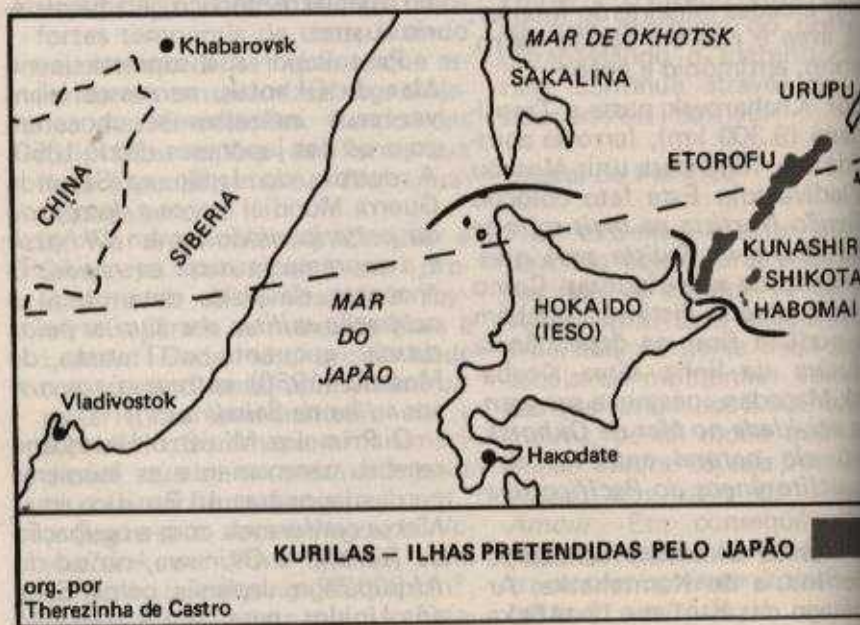 Khabarovsk
MAR DE OKHOTSK
SAKALINA
URUPU
ETOROFU
CHINA
SIBERIA
KUNASHIR
SHIKOTA
HABOMAI
HOKAIDO
(IESO)
MAR
DO
JAPÃO
Vladivostok
Hakodate
KURILAS – ILHAS PRETENDIDAS PELO JAPÃO
org. por
Therezinha de Castro